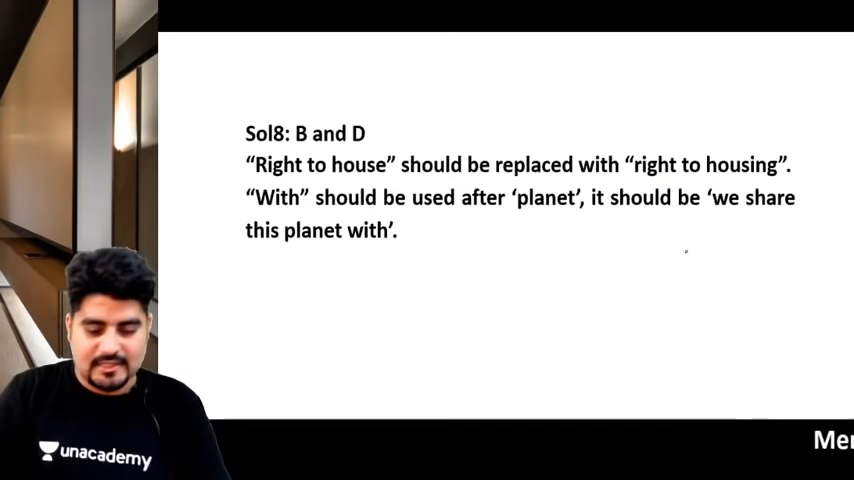 Sol8: B and D
“Right to house” should be replaced with “right to housing”.
“With” should be used after ‘planet’, it should be ‘we share
this planet with’.
unacademy
Mer